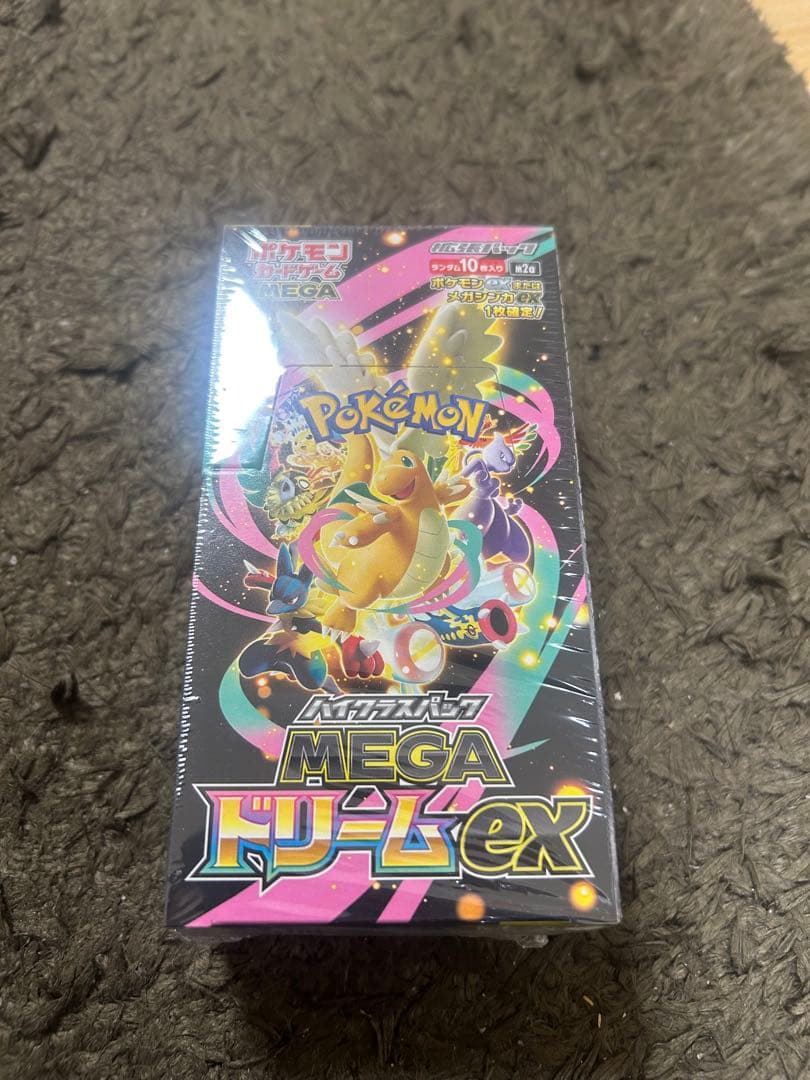 ポケモン
カードゲーム
MEGA
拡張パック
ランダム10枚入り
m2a
ポケモンexまたは
メガシンカex
1枚確定!
POKéMON
ハイクラスパック
MEGA
ドリームex